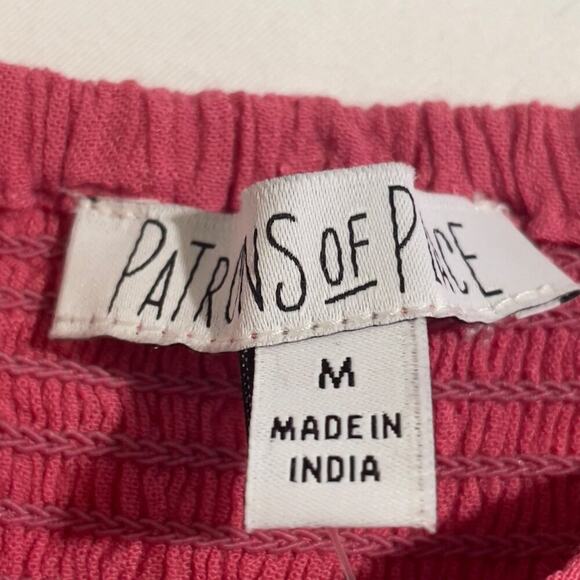 PATRONS OF PEACE
M
MADE IN
INDIA